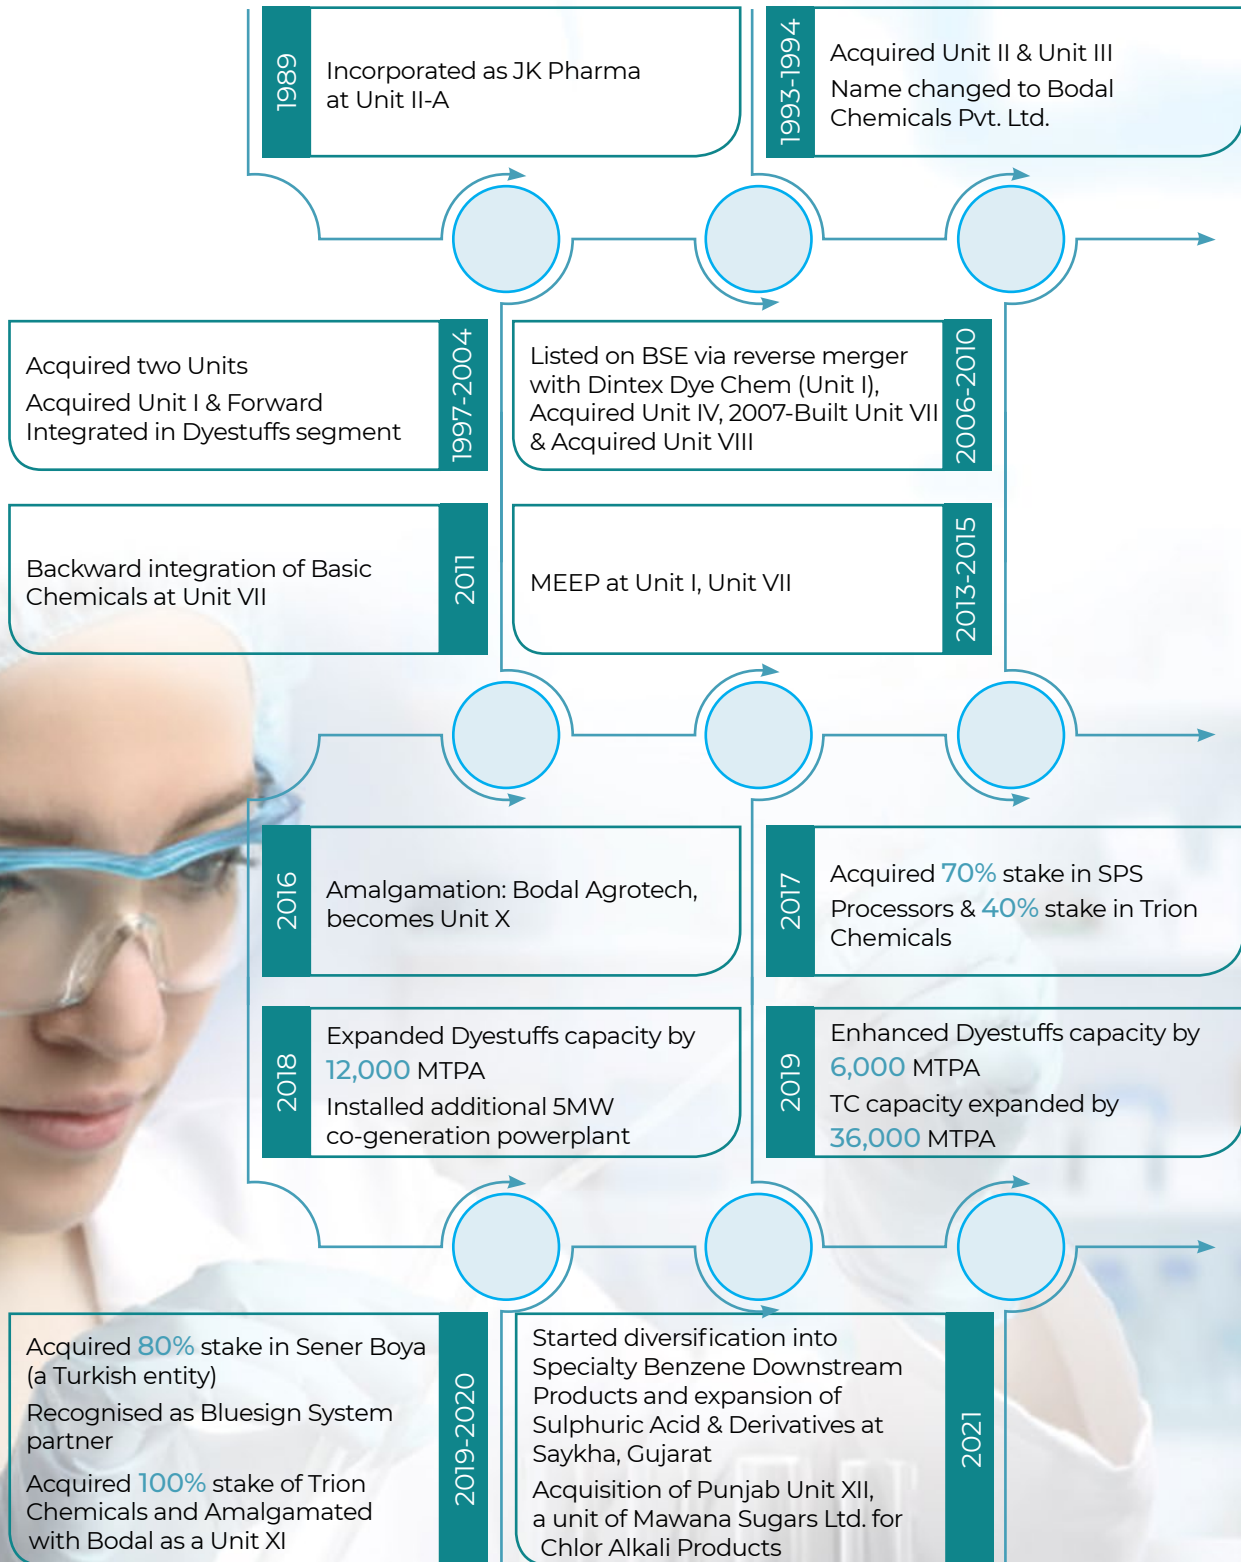 1989
Incorporated as JK Pharma
at Unit II-A
1993-1994
Acquired Unit II & Unit III
Name changed to Bodal
Chemicals Pvt. Ltd.
Acquired two Units
Acquired Unit I & Forward
Integrated in Dyestuffs segment
1997-2004
Listed on BSE via reverse merger
with Dintex Dye Chem (Unit I),
Acquired Unit IV, 2007-Built Unit VII
& Acquired Unit VIII
2006-2010
Backward integration of Basic
Chemicals at Unit VII
2011
MEEP at Unit I, Unit VII
2013-2015
2016
Amalgamation: Bodal Agrotech,
becomes Unit X
2017
Acquired 70% stake in SPS
Processors & 40% stake in Trion
Chemicals
2018
Expanded Dyestuffs capacity by
12,000 MTPA
Installed additional 5MW
co-generation powerplant
2019
Enhanced Dyestuffs capacity by
6,000 MTPA
TC capacity expanded by
36,000 MTPA
Acquired 80% stake in Sener Boya
(a Turkish entity)
Recognised as Bluesign System
partner
Acquired 100% stake of Trion
Chemicals and Amalgamated
with Bodal as a Unit XI
2019-2020
Started diversification into
Specialty Benzene Downstream
Products and expansion of
Sulphuric Acid & Derivatives at
Saykha, Gujarat
Acquisition of Punjab Unit XII,
a unit of Mawana Sugars Ltd. for
Chlor Alkali Products
2021